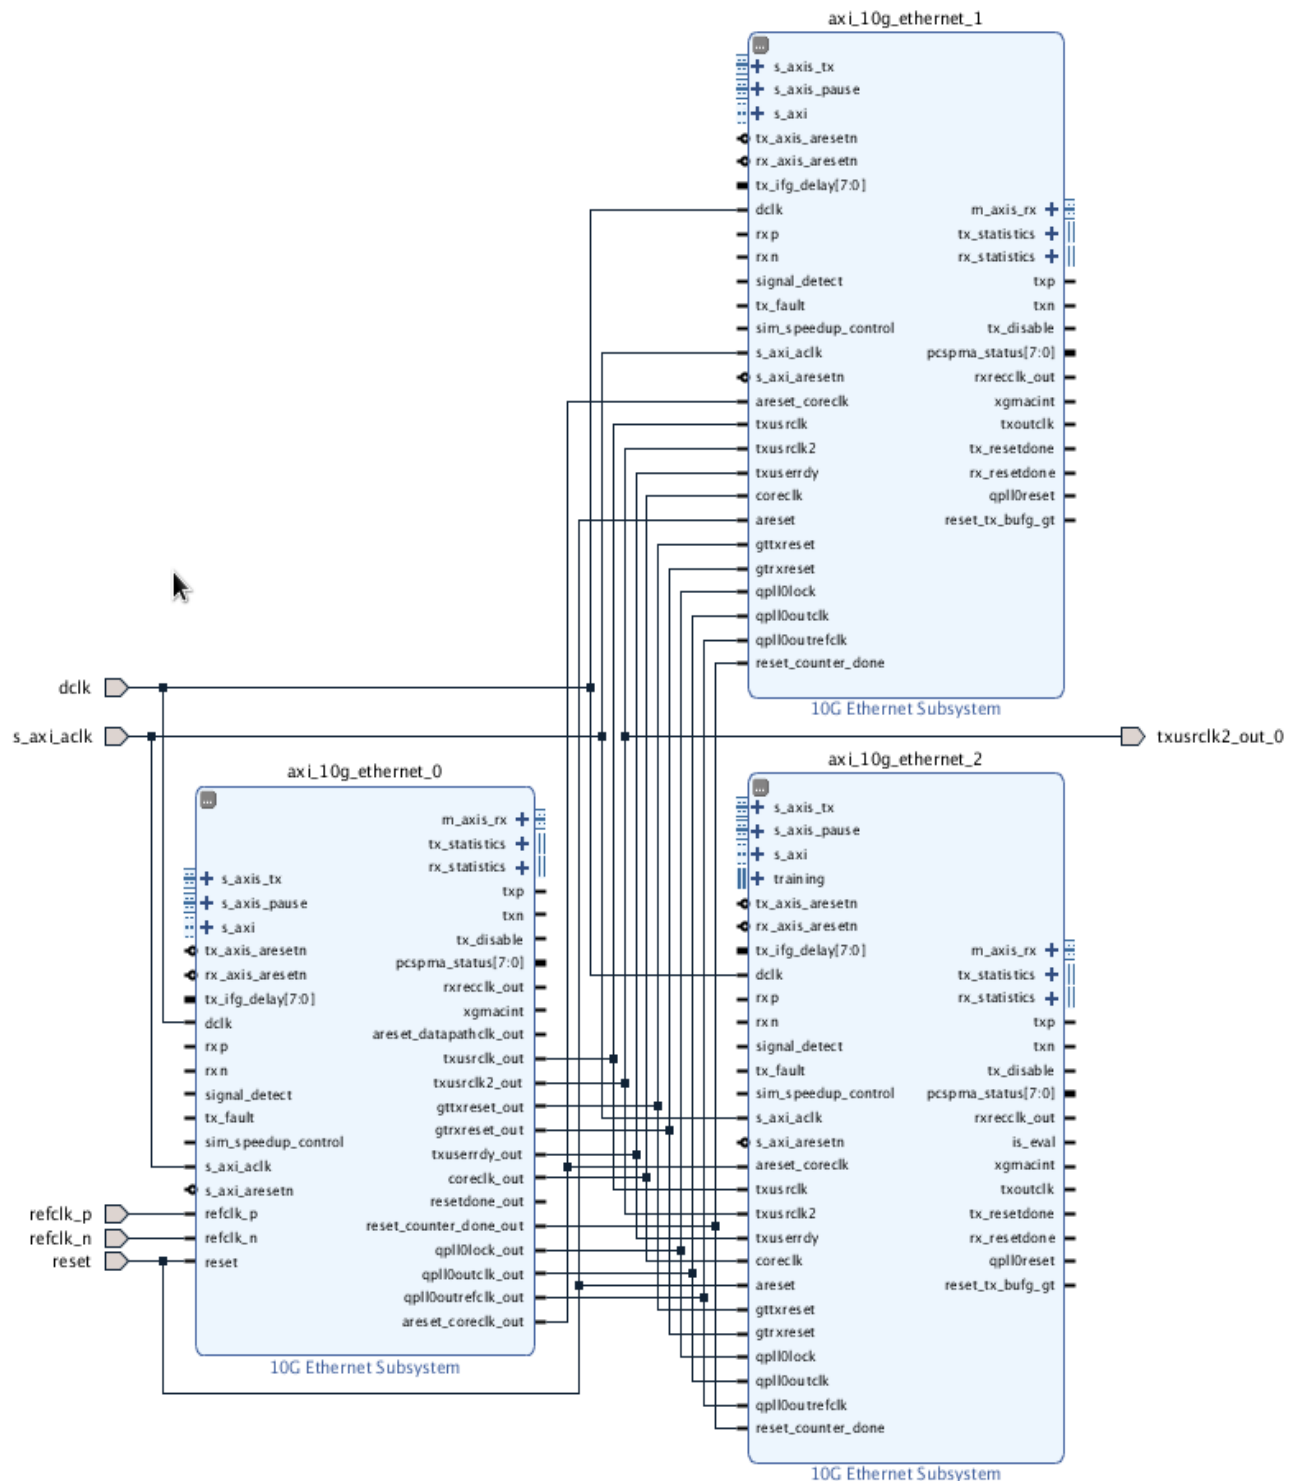 axi_10g_ethernet_1
...
s_axis_tx
s_axis_pause
s_axi
tx_axis_aresetn
rx_axis_aresetn
tx_ifg_delay[7:0]
dclk
m_axis_rx
rxp
tx_statistics
rxn
rx_statistics
signal_detect
txp
tx_fault
txn
sim_speedup_control
tx_disable
s_axi_aclk
pcspma_status[7:0]
s_axi_aresetn
rxrecclk_out
areset_coreclk
xgmacint
txusrclk
txoutclk
txusrclk2
tx_resetdone
txuserrdy
rx_resetdone
coreclk
qpll0reset
areset
reset_tx_bufg_gt
gttxreset
gtrxreset
qpll0lock
qpll0outclk
qpll0outrefclk
reset_counter_done
10G Ethernet Subsystem
dclk
s_axi_aclk
txusrclk2_out_0
axi_10g_ethernet_0
...
m_axis_rx
tx_statistics
rx_statistics
s_axis_tx
txp
s_axis_pause
txn
s_axi
tx_disable
tx_axis_aresetn
pcspma_status[7:0]
rx_axis_aresetn
rxrecclk_out
tx_ifg_delay[7:0]
xgmacint
dclk
areset_datapathclk_out
rxp
txusrclk_out
rxn
txusrclk2_out
signal_detect
gttxreset_out
tx_fault
gtrxreset_out
sim_speedup_control
txuserrdy_out
s_axi_aclk
coreclk_out
s_axi_aresetn
resetdone_out
refclk_p
refclk_p
reset_counter_done_out
refclk_n
refclk_n
qpll0lock_out
reset
reset
qpll0outclk_out
qpll0outrefclk_out
areset_coreclk_out
10G Ethernet Subsystem
axi_10g_ethernet_2
...
s_axis_tx
s_axis_pause
s_axi
training
tx_axis_aresetn
rx_axis_aresetn
tx_ifg_delay[7:0]
m_axis_rx
dclk
tx_statistics
rxp
rx_statistics
rxn
txp
signal_detect
txn
tx_fault
tx_disable
sim_speedup_control
pcspma_status[7:0]
s_axi_aclk
rxrecclk_out
s_axi_aresetn
is_eval
areset_coreclk
xgmacint
txusrclk
txoutclk
txusrclk2
tx_resetdone
txuserrdy
rx_resetdone
coreclk
qpll0reset
areset
reset_tx_bufg_gt
gttxreset
gtrxreset
qpll0lock
qpll0outclk
qpll0outrefclk
reset_counter_done
10G Ethernet Subsystem